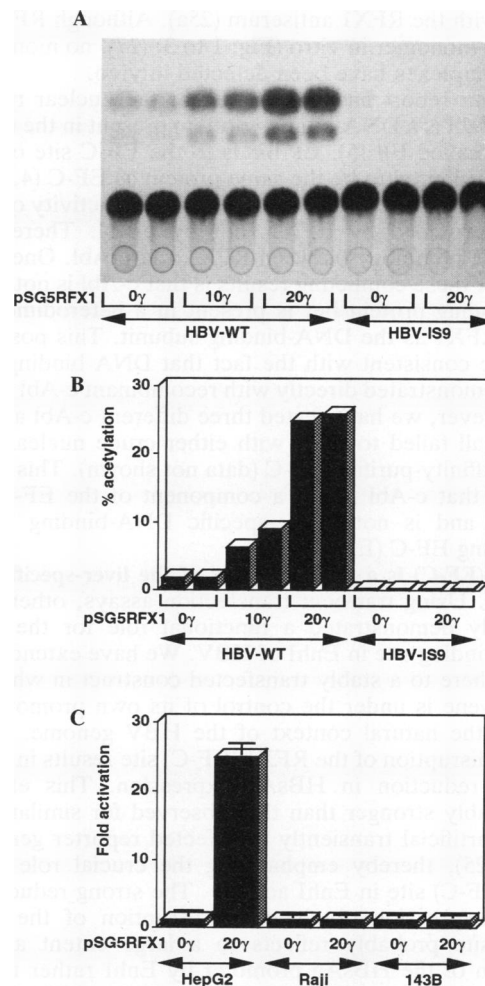 A
pSG5RFX1
0γ 10γ 20γ 0γ 20γ
HBV-WT HBV-IS9
B
30
20
10
0
% acetylation
pSG5RFX1
0γ 10γ 20γ 0γ 20γ
HBV-WT HBV-IS9
C
30
20
10
0
Fold activation
pSG5RFX1 0γ 20γ 0γ 20γ 0γ 20γ
HepG2 Raji 143B